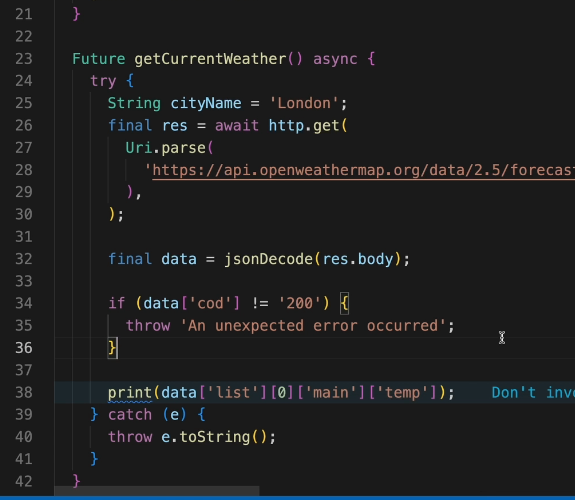 21 }
22
23 Future getCurrentWeather() async {
24 try {
25 String cityName = 'London';
26 final res = await http.get(
27 Uri.parse(
28 'https://api.openweathermap.org/data/2.5/forecast
29 ),
30 );
31
32 final data = jsonDecode(res.body);
33
34 if (data['cod'] != '200') {
35 throw 'An unexpected error occurred';
36 }
37
38 print(data['list'][0]['main']['temp']); Don't
39 } catch (e) {
40 throw e.toString();
41 }
42 }